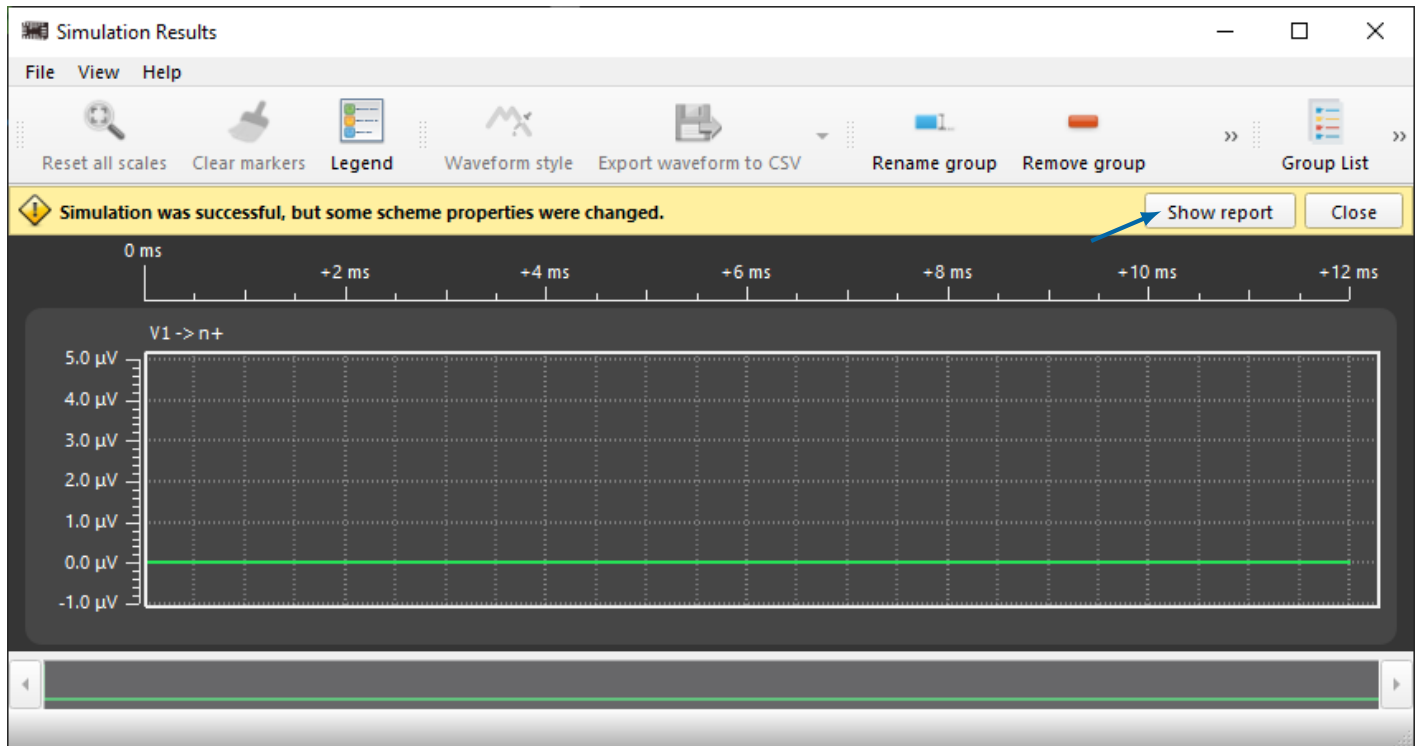 Simulation Results
File View Help
Reset all scales Clear markers Legend Waveform style Export waveform to CSV Rename group Remove group » Group List »
Simulation was successful, but some scheme properties were changed. Show report Close
0 ms
+2 ms +4 ms +6 ms +8 ms +10 ms +12 ms
V1 -> n+
5.0 µV
4.0 µV
3.0 µV
2.0 µV
1.0 µV
0.0 µV
-1.0 µV